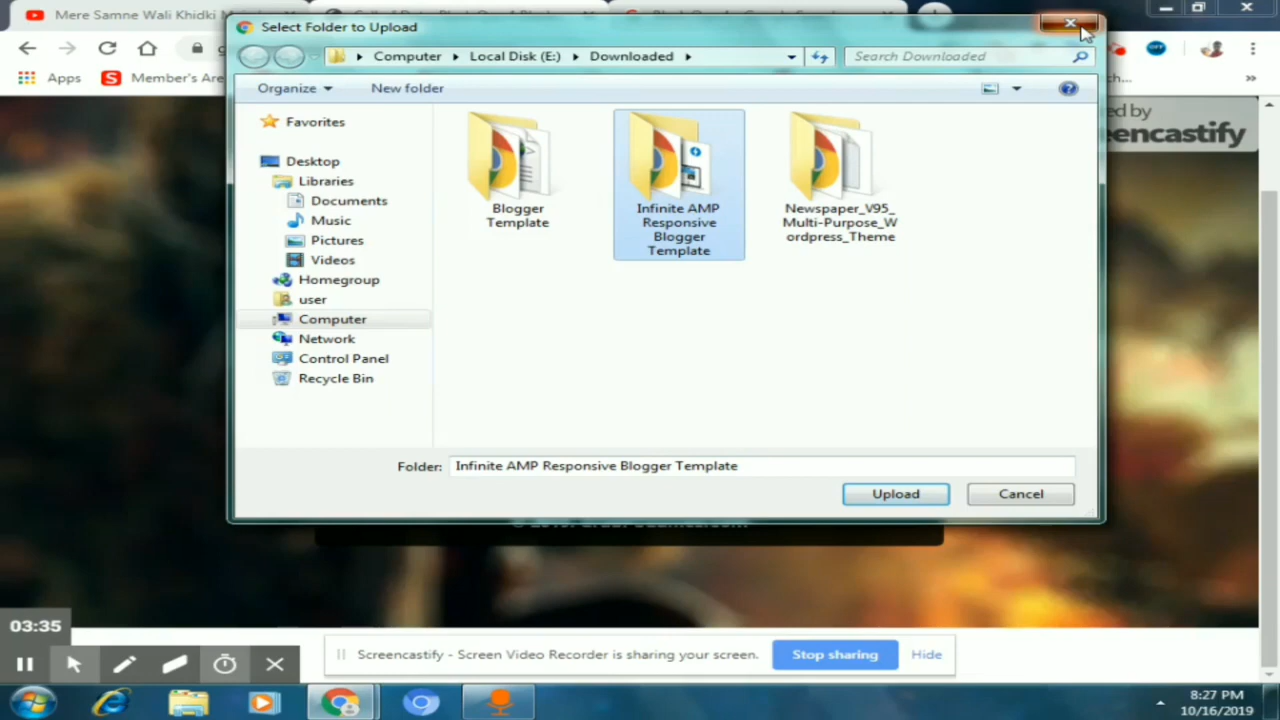 Mere Samne Wali Khidki
Select Folder to Upload
Computer
Local Disk (E:)
Downloaded
Search Downloaded
Apps
Member's Are
Organize
New folder
ed by
eencastify
Favorites
Desktop
Libraries
Documents
Music
Pictures
Videos
Homegroup
user
Computer
Network
Control Panel
Recycle Bin
Blogger
Template
Infinite AMP
Responsive
Blogger
Template
Newspaper_V95_
Multi-Purpose_W
ordpress_Theme
Folder: Infinite AMP Responsive Blogger Template
Upload
Cancel
03:35
Screencastify - Screen Video Recorder is sharing your screen.
Stop sharing
Hide
8:27 PM
10/16/2019